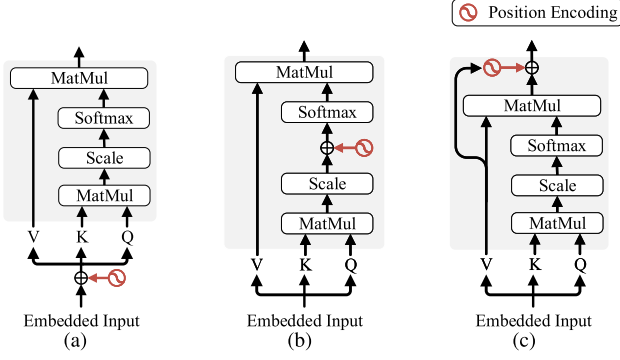 Position Encoding
MatMul
Softmax
Scale
MatMul
V K Q
Embedded Input
(a)
MatMul
Softmax
Scale
MatMul
V K Q
Embedded Input
(b)
MatMul
Softmax
Scale
MatMul
V K Q
Embedded Input
(c)